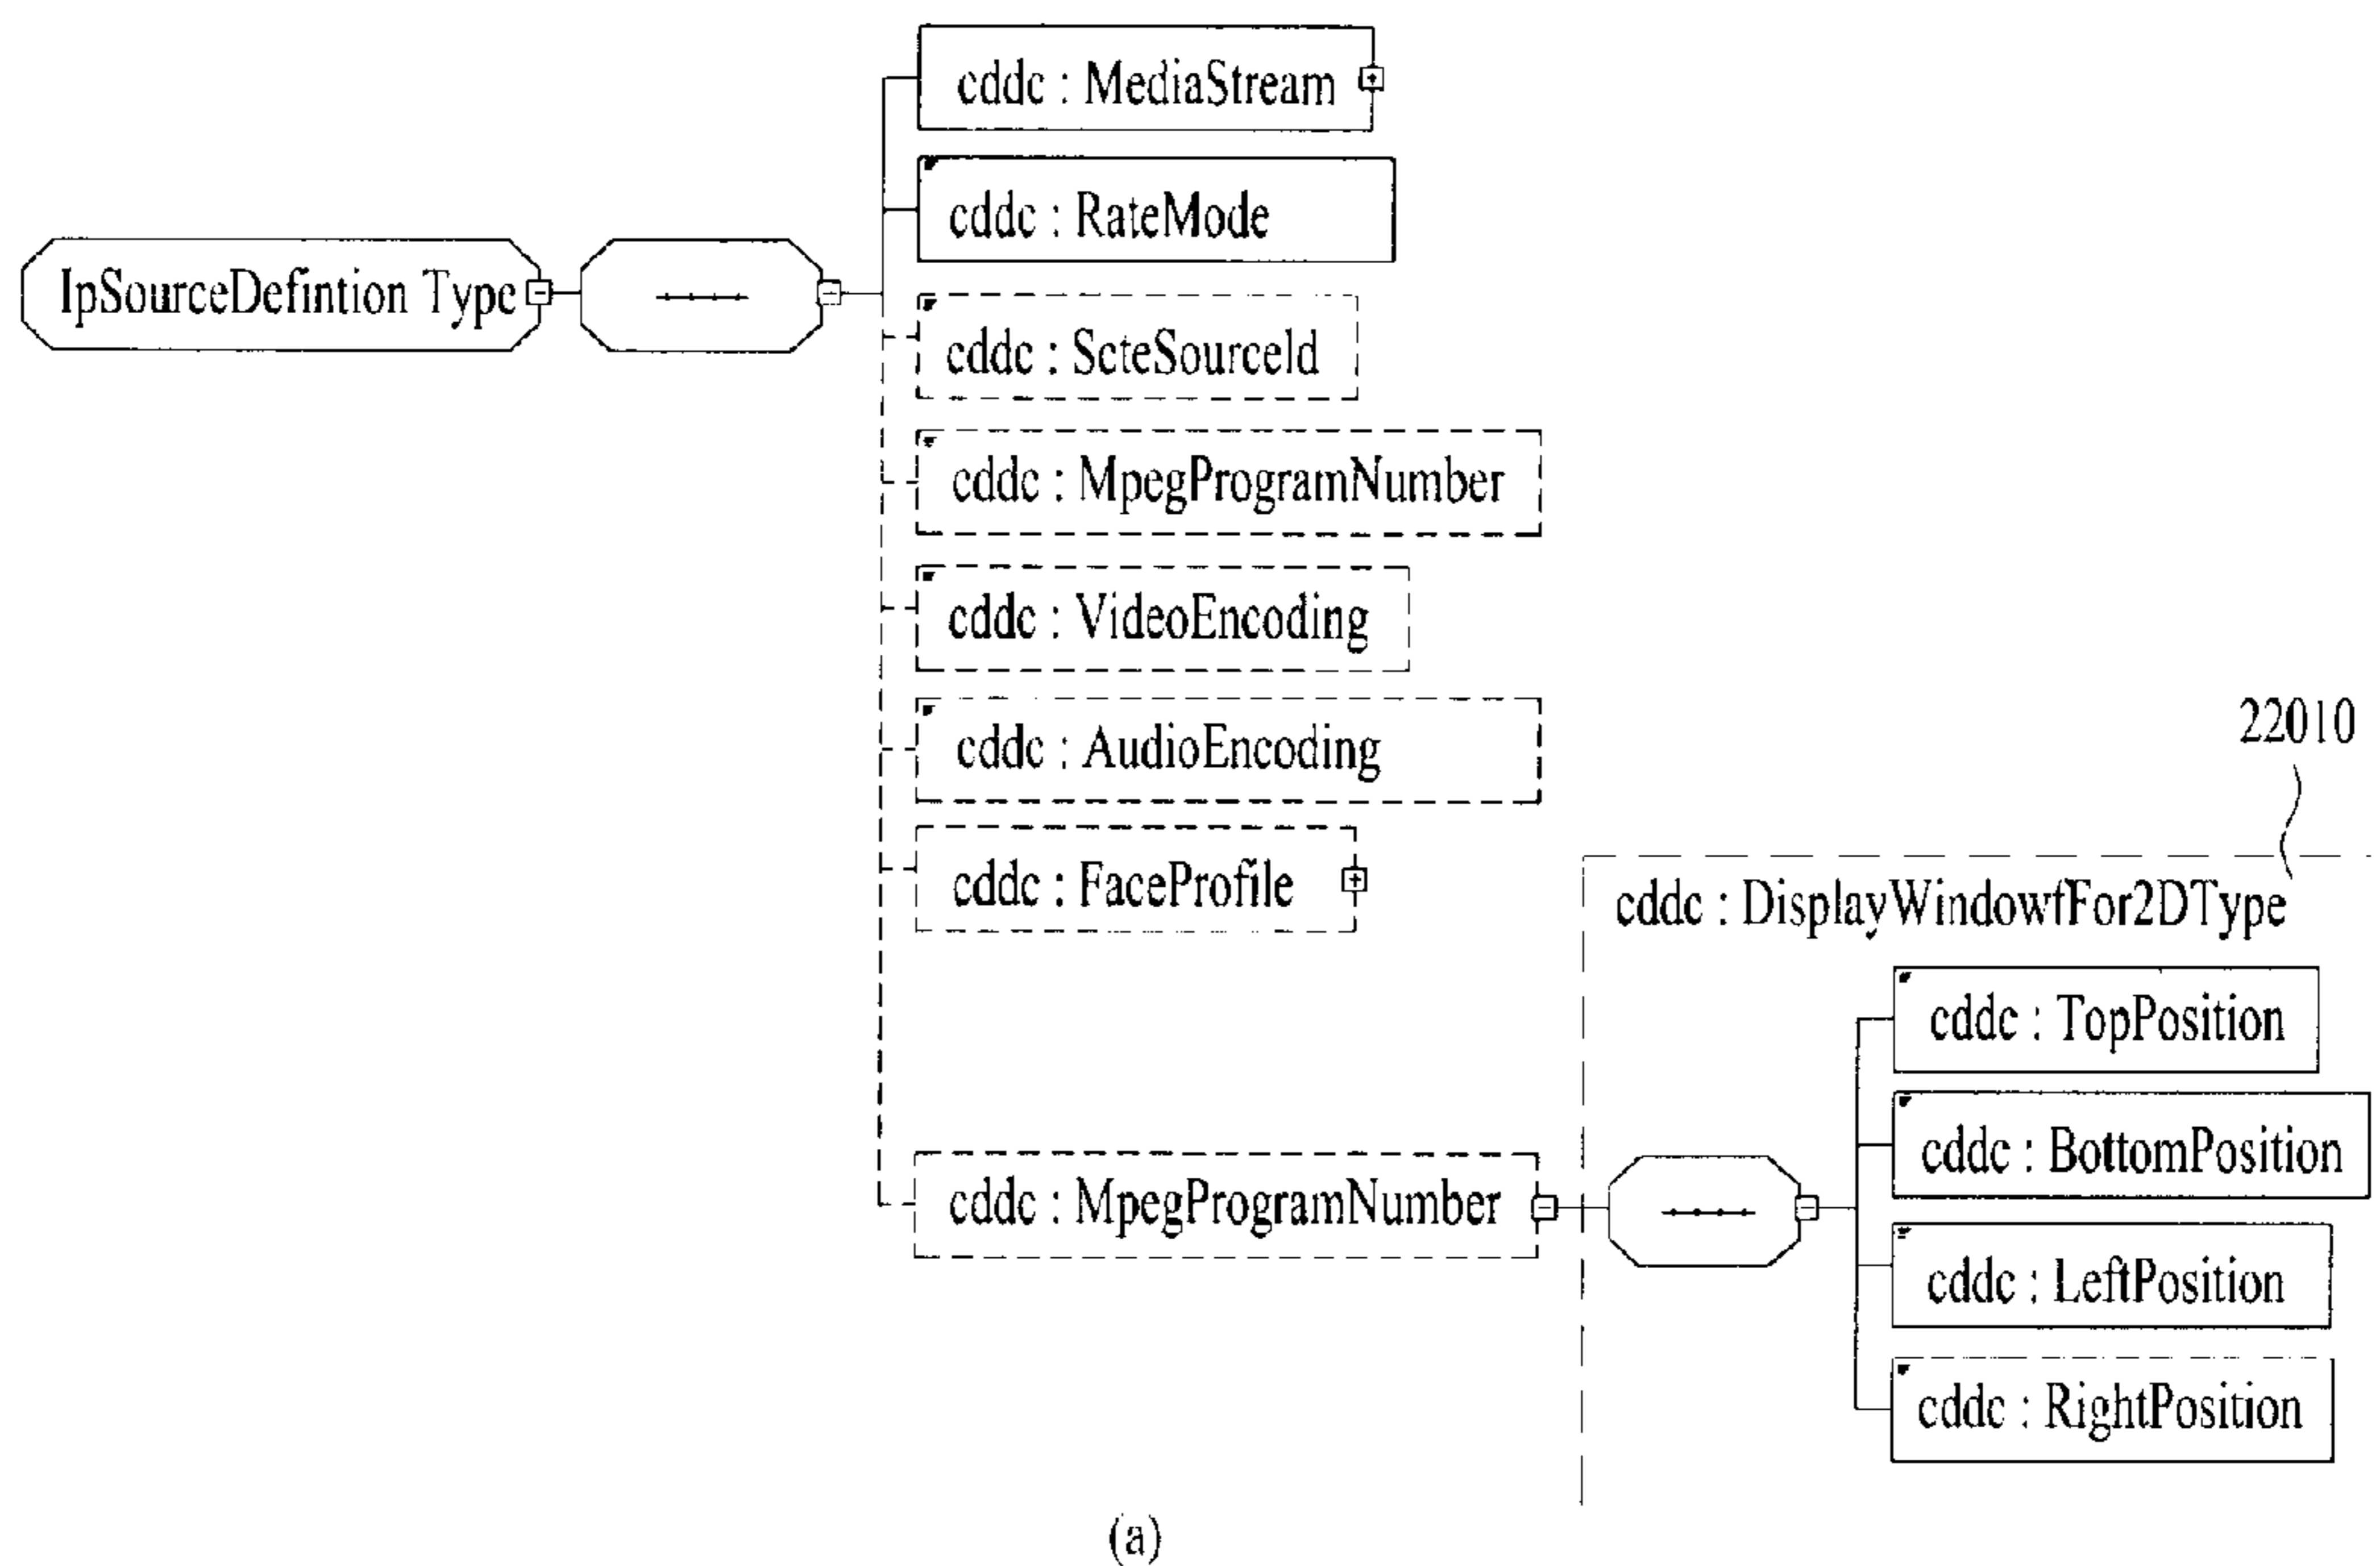 cddc : MediaStream
cddc : RateMode
IpSourceDefintion Type
cddc : ScteSourceId
cddc : MpegProgramNumber
cddc : VideoEncoding
cddc : AudioEncoding
22010
cddc : FaceProfile
cddc : DisplayWindowfFor2DType
cddc : TopPosition
cddc : BottomPosition
cddc : MpegProgramNumber
cddc : LeftPosition
cddc : RightPosition
(a)